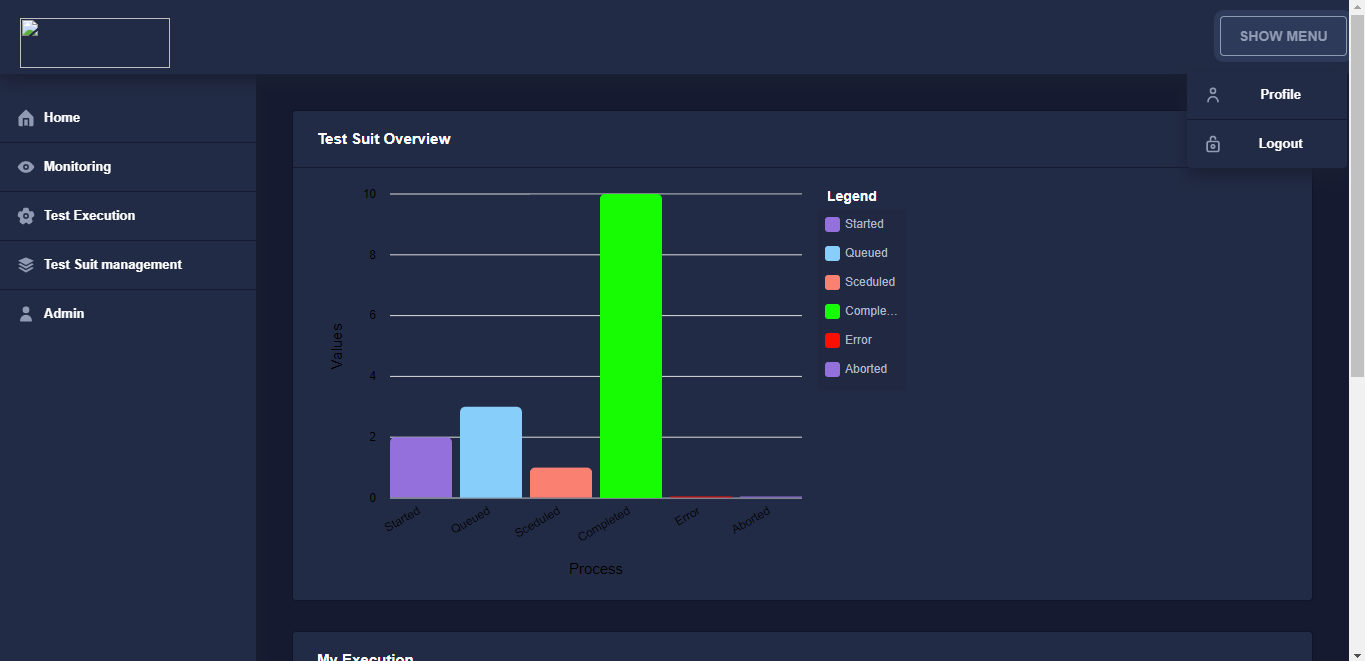 SHOW MENU
Profile
Logout
Home
Monitoring
Test Execution
Test Suit management
Admin
Test Suit Overview
10
8
6
4
2
0
Values
Started
Queued
Sceduled
Completed
Error
Aborted
Process
Legend
Started
Queued
Sceduled
Comple...
Error
Aborted
My Execution